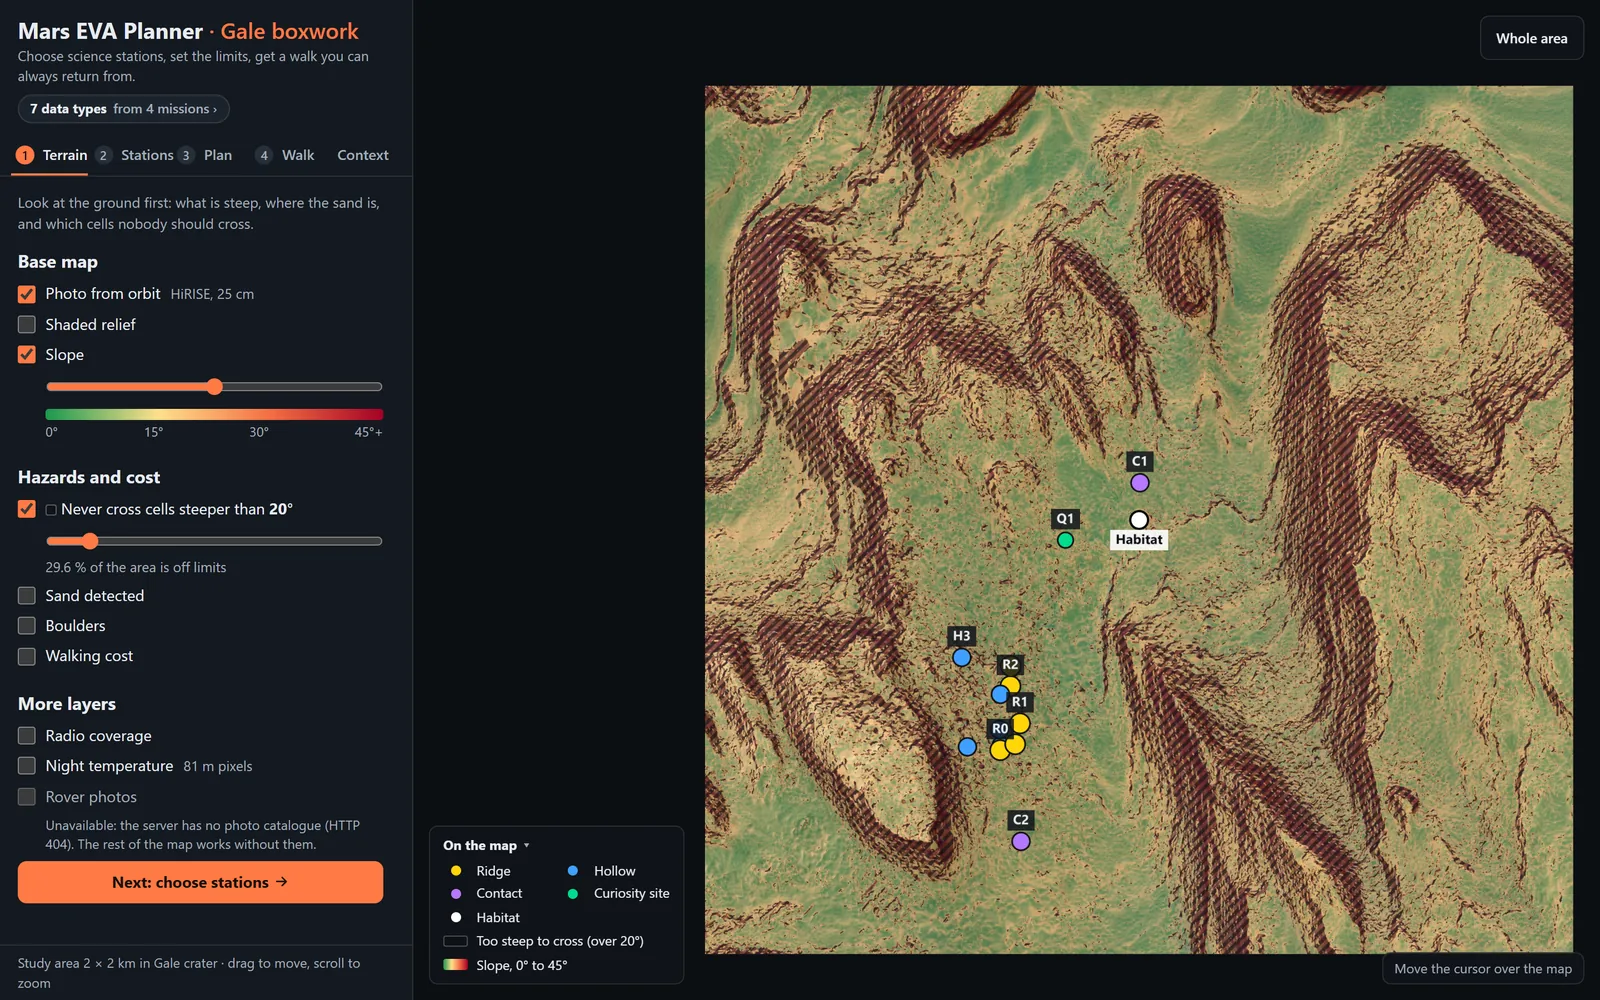 Mars EVA Planner · Gale boxwork
Choose science stations, set the limits, get a walk you can
always return from.
7 data types from 4 missions ›
1 Terrain 2 Stations 3 Plan 4 Walk Context
Look at the ground first: what is steep, where the sand is,
and which cells nobody should cross.
Base map
Photo from orbit HiRISE, 25 cm
Shaded relief
Slope
0° 15° 30° 45°+
Hazards and cost
Never cross cells steeper than 20°
29.6 % of the area is off limits
Sand detected
Boulders
Walking cost
More layers
Radio coverage
Night temperature 81 m pixels
Rover photos
Unavailable: the server has no photo catalogue (HTTP
404). The rest of the map works without them.
Next: choose stations →
Study area 2 × 2 km in Gale crater · drag to move, scroll to
zoom
Whole area
C1
Q1
Habitat
H3
R2
R1
R0
C2
On the map ▾
Ridge Hollow
Contact Curiosity site
Habitat
Too steep to cross (over 20°)
Slope, 0° to 45°
Move the cursor over the map